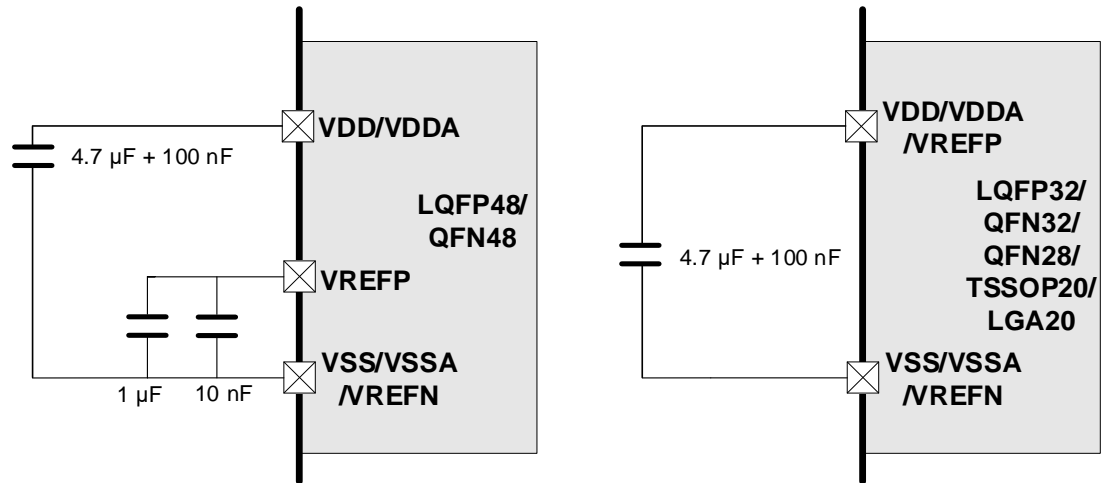 VDD/VDDA
4.7 µF + 100 nF
LQFP48/
QFN48
VREFP
1 µF
10 nF
VSS/VSSA
/VREFN
VDD/VDDA
/VREFP
LQFP32/
QFN32/
QFN28/
TSSOP20/
LGA20
4.7 µF + 100 nF
VSS/VSSA
/VREFN